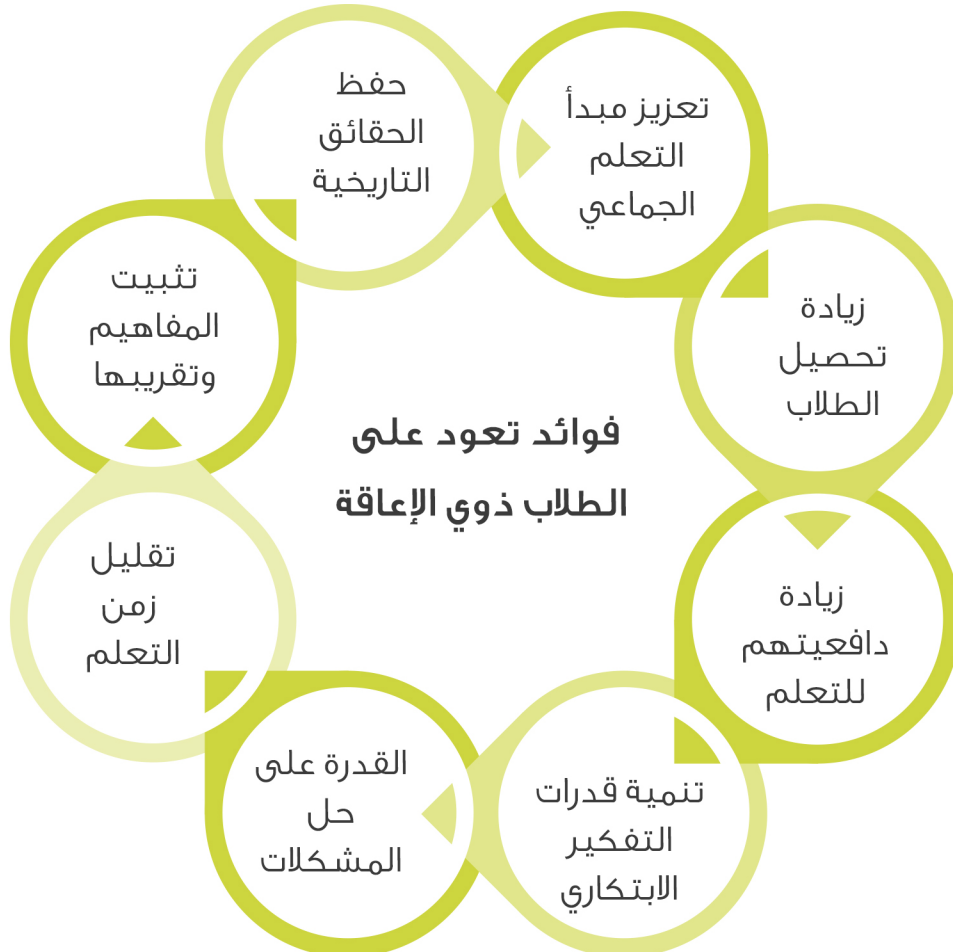 فوائد تعود على
الطلاب ذوي الإعاقة
تعزيز مبدأ
التعلم
الجماعي
زيادة
تحصيل
الطلاب
زيادة
دافعيتهم
للتعلم
تنمية قدرات
التفكير
الابتكاري
القدرة على
حل
المشكلات
تقليل
زمن
التعلم
تثبيت
المفاهيم
وتقريبها
حفظ
الحقائق
التاريخية